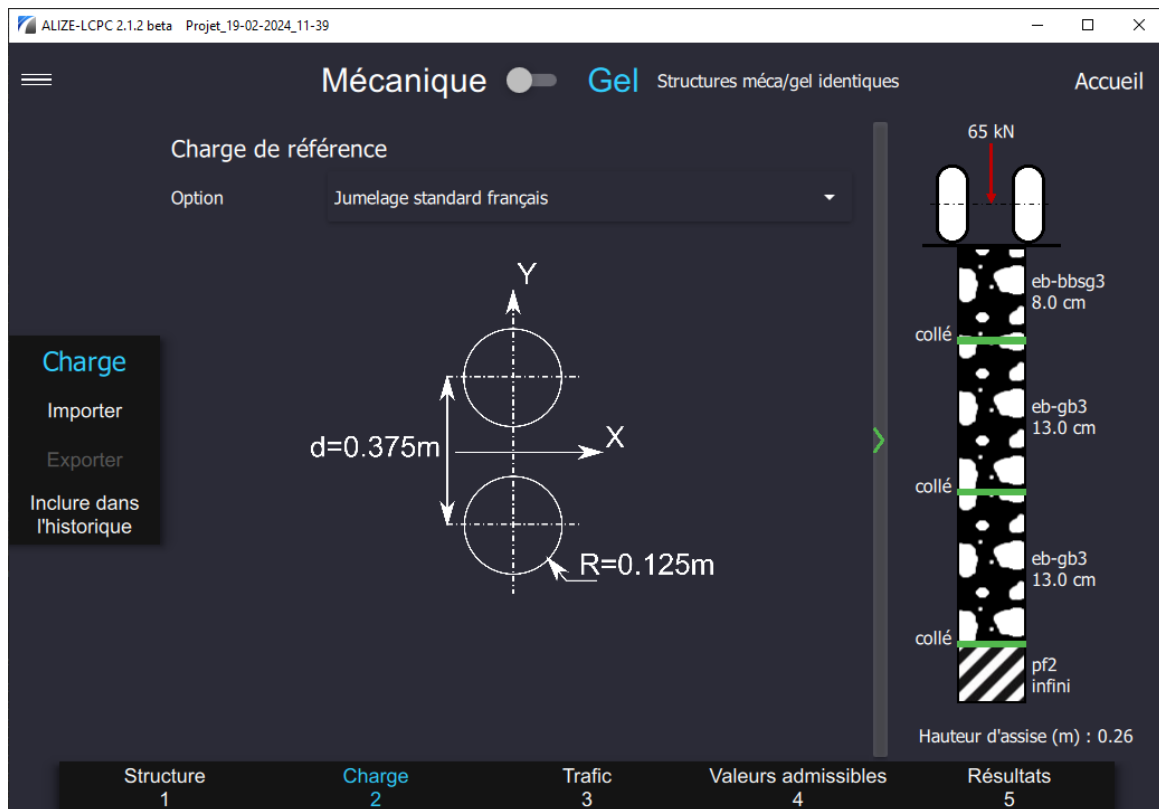 ALIZE-LCPC 2.1.2 beta Projet_19-02-2024_11-39
Mécanique Gel Structures méca/gel identiques Accueil
Charge de référence
Option Jumelage standard français
Y
X
d=0.375m
R=0.125m
Charge
Importer
Exporter
Inclure dans
l'historique
65 kN
eb-bbsg3
8.0 cm
collé
eb-gb3
13.0 cm
collé
eb-gb3
13.0 cm
collé
pf2
infini
Hauteur d'assise (m) : 0.26
Structure Charge Trafic Valeurs admissibles Résultats
1 2 3 4 5